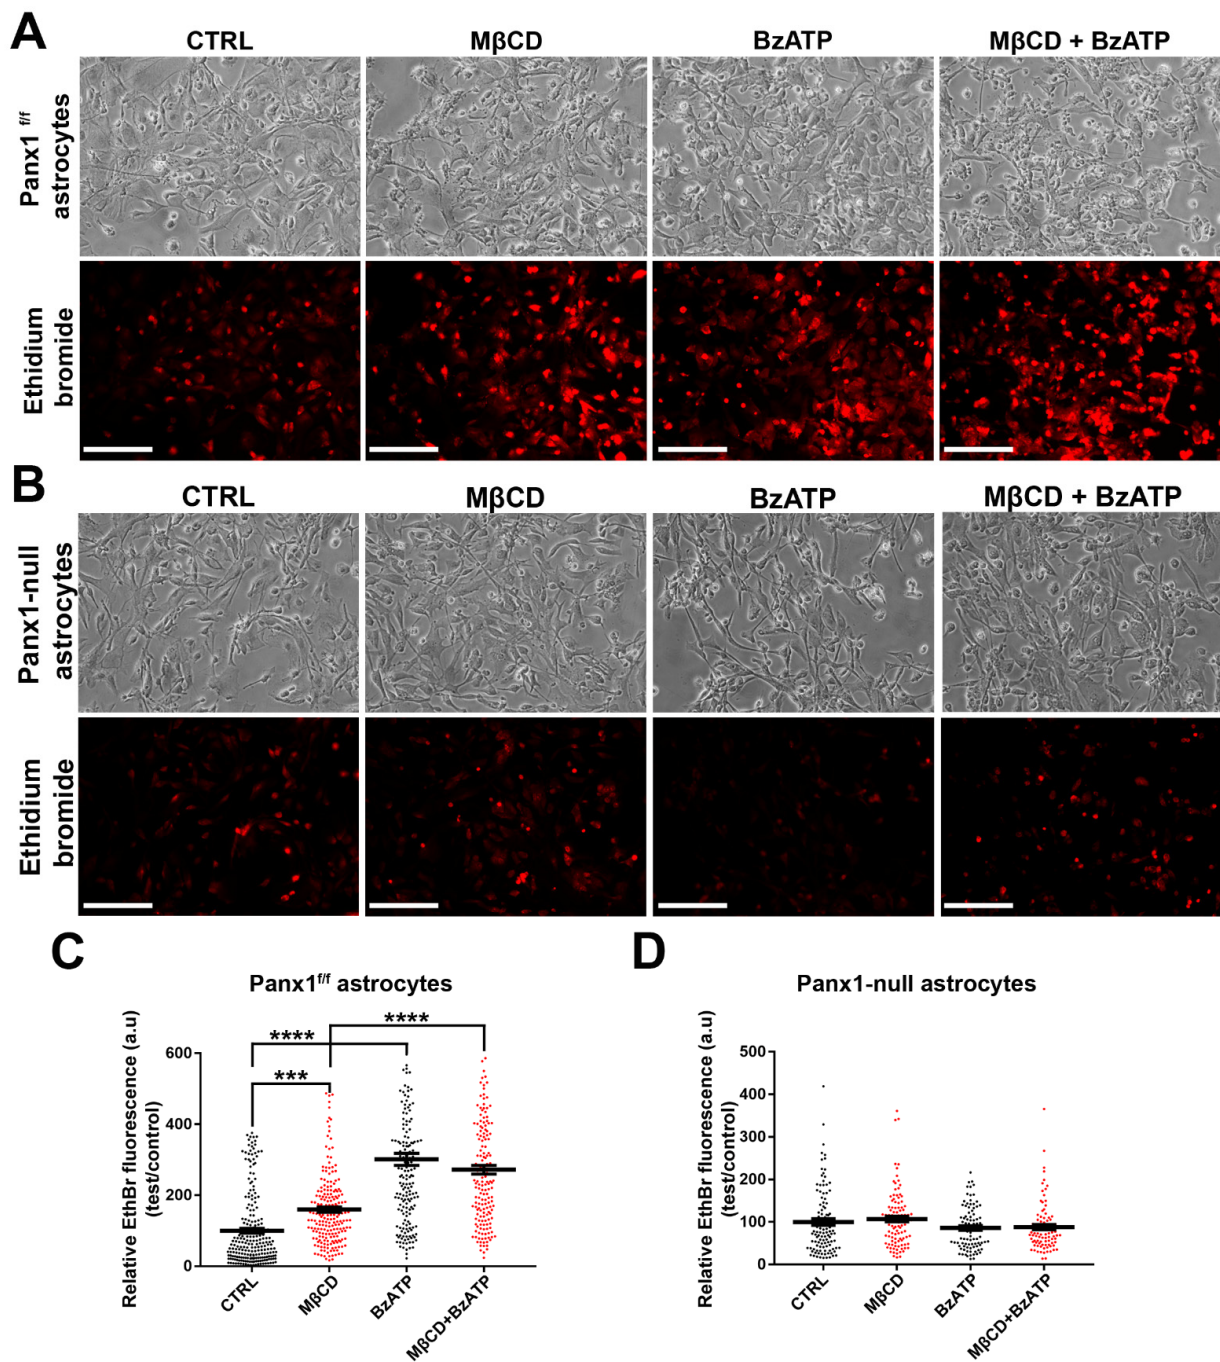 A
CTRL MβCD BzATP MβCD + BzATP
Panx1 f/f
astrocytes
Ethidium
bromide
B
CTRL MβCD BzATP MβCD + BzATP
Panx1-null
astrocytes
Ethidium
bromide
C
Panx1f/f astrocytes
Relative EthBr fluorescence (a.u)
(test/control)
600
400
200
0
****
****
***
CTRL
MβCD
BzATP
MβCD+BzATP
D
Panx1-null astrocytes
Relative EthBr fluorescence (a.u)
(test/control)
500
400
300
200
100
0
CTRL
MβCD
BzATP
MβCD+BzATP